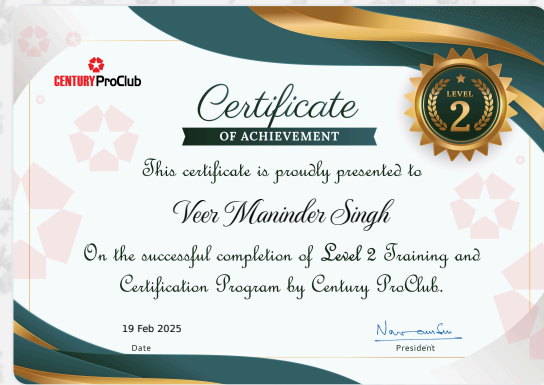 CENTURY ProClub
LEVEL
2
Certificate
OF ACHIEVEMENT
This certificate is proudly presented to
Veer Maninder Singh
On the successful completion of Level 2 Training and
Certification Program by Century ProClub.
19 Feb 2025
Date
President